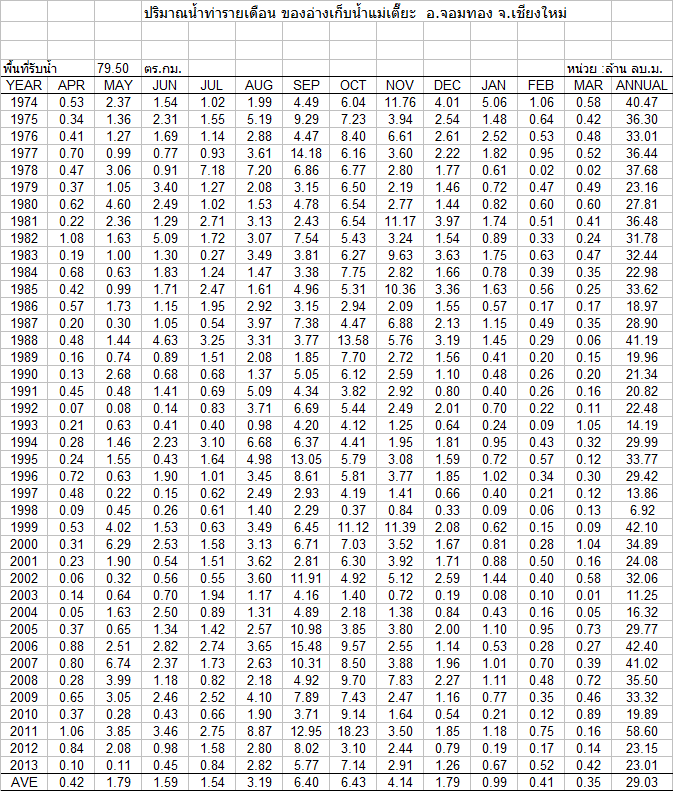 ปริมาณน้ำท่ารายเดือน ของอ่างเก็บน้ำแม่เตี๊ยะ อ.จอมทอง จ.เชียงใหม่
พื้นที่รับน้ำ 79.50 ตร.กม. หน่วย :ล้าน ลบ.ม.
YEAR APR MAY JUN JUL AUG SEP OCT NOV DEC JAN FEB MAR ANNUAL
1974 0.53 2.37 1.54 1.02 1.99 4.49 6.04 11.76 4.01 5.06 1.06 0.58 40.47
1975 0.34 1.36 2.31 1.55 5.19 9.29 7.23 3.94 2.54 1.48 0.64 0.42 36.30
1976 0.41 1.27 1.69 1.14 2.88 4.47 8.40 6.61 2.61 2.52 0.53 0.48 33.01
1977 0.70 0.99 0.77 0.93 3.61 14.18 6.16 3.60 2.22 1.82 0.95 0.52 36.44
1978 0.47 3.06 0.91 7.18 7.20 6.86 6.77 2.80 1.77 0.61 0.02 0.02 37.68
1979 0.37 1.05 3.40 1.27 2.08 3.15 6.50 2.19 1.46 0.72 0.47 0.49 23.16
1980 0.62 4.60 2.49 1.02 1.53 4.78 6.54 2.77 1.44 0.82 0.60 0.60 27.81
1981 0.22 2.36 1.29 2.71 3.13 2.43 6.54 11.17 3.97 1.74 0.51 0.41 36.48
1982 1.08 1.63 5.09 1.72 3.07 7.54 5.43 3.24 1.54 0.89 0.33 0.24 31.78
1983 0.19 1.00 1.30 0.27 3.49 3.81 6.27 9.63 3.63 1.75 0.63 0.47 32.44
1984 0.68 0.63 1.83 1.24 1.47 3.38 7.75 2.82 1.66 0.78 0.39 0.35 22.98
1985 0.42 0.99 1.71 2.47 1.61 4.96 5.31 10.36 3.36 1.63 0.56 0.25 33.62
1986 0.57 1.73 1.15 1.95 2.92 3.15 2.94 2.09 1.55 0.57 0.17 0.17 18.97
1987 0.20 0.30 1.05 0.54 3.97 7.38 4.47 6.88 2.13 1.15 0.49 0.35 28.90
1988 0.48 1.44 4.63 3.25 3.31 3.77 13.58 5.76 3.19 1.45 0.29 0.06 41.19
1989 0.16 0.74 0.89 1.51 2.08 1.85 7.70 2.72 1.56 0.41 0.20 0.15 19.96
1990 0.13 2.68 0.68 0.68 1.37 5.05 6.12 2.59 1.10 0.48 0.26 0.20 21.34
1991 0.45 0.48 1.41 0.69 5.09 4.34 3.82 2.92 0.80 0.40 0.26 0.16 20.82
1992 0.07 0.08 0.14 0.83 3.71 6.69 5.44 2.49 2.01 0.70 0.22 0.11 22.48
1993 0.21 0.63 0.41 0.40 0.98 4.20 4.12 1.25 0.64 0.24 0.09 1.05 14.19
1994 0.28 1.46 2.23 3.10 6.68 6.37 4.41 1.95 1.81 0.95 0.43 0.32 29.99
1995 0.24 1.55 0.43 1.64 4.98 13.05 5.79 3.08 1.59 0.72 0.57 0.12 33.77
1996 0.72 0.63 1.90 1.01 3.45 8.61 5.81 3.77 1.85 1.02 0.34 0.30 29.42
1997 0.48 0.22 0.15 0.62 2.49 2.93 4.19 1.41 0.66 0.40 0.21 0.12 13.86
1998 0.09 0.45 0.26 0.61 1.40 2.29 0.37 0.84 0.33 0.09 0.06 0.13 6.92
1999 0.53 4.02 1.53 0.63 3.49 6.45 11.12 11.39 2.08 0.62 0.15 0.09 42.10
2000 0.31 6.29 2.53 1.58 3.13 6.71 7.03 3.52 1.67 0.81 0.28 1.04 34.89
2001 0.23 1.90 0.54 1.51 3.62 2.81 6.30 3.92 1.71 0.88 0.50 0.16 24.08
2002 0.06 0.32 0.56 0.55 3.60 11.91 4.92 5.12 2.59 1.44 0.40 0.58 32.06
2003 0.14 0.64 0.70 1.94 1.17 4.16 1.40 0.72 0.19 0.08 0.10 0.01 11.25
2004 0.05 1.63 2.50 0.89 1.31 4.89 2.18 1.38 0.84 0.43 0.16 0.05 16.32
2005 0.37 0.65 1.34 1.42 2.57 10.98 3.85 3.80 2.00 1.10 0.95 0.73 29.77
2006 0.88 2.51 2.82 2.74 3.65 15.48 9.57 2.55 1.14 0.53 0.28 0.27 42.40
2007 0.80 6.74 2.37 1.73 2.63 10.31 8.50 3.88 1.96 1.01 0.70 0.39 41.02
2008 0.28 3.99 1.18 0.82 2.18 4.92 9.70 7.83 2.27 1.11 0.48 0.72 35.50
2009 0.65 3.05 2.46 2.52 4.10 7.89 7.43 2.47 1.16 0.77 0.35 0.46 33.32
2010 0.37 0.28 0.43 0.66 1.90 3.71 9.14 1.64 0.54 0.21 0.12 0.89 19.89
2011 1.06 3.85 3.46 2.75 8.87 12.95 18.23 3.50 1.85 1.18 0.75 0.16 58.60
2012 0.84 2.08 0.98 1.58 2.80 8.02 3.10 2.44 0.79 0.19 0.17 0.14 23.15
2013 0.10 0.11 0.45 0.84 2.82 5.77 7.14 2.91 1.26 0.67 0.52 0.42 23.01
AVE 0.42 1.79 1.59 1.54 3.19 6.40 6.43 4.14 1.79 0.99 0.41 0.35 29.03